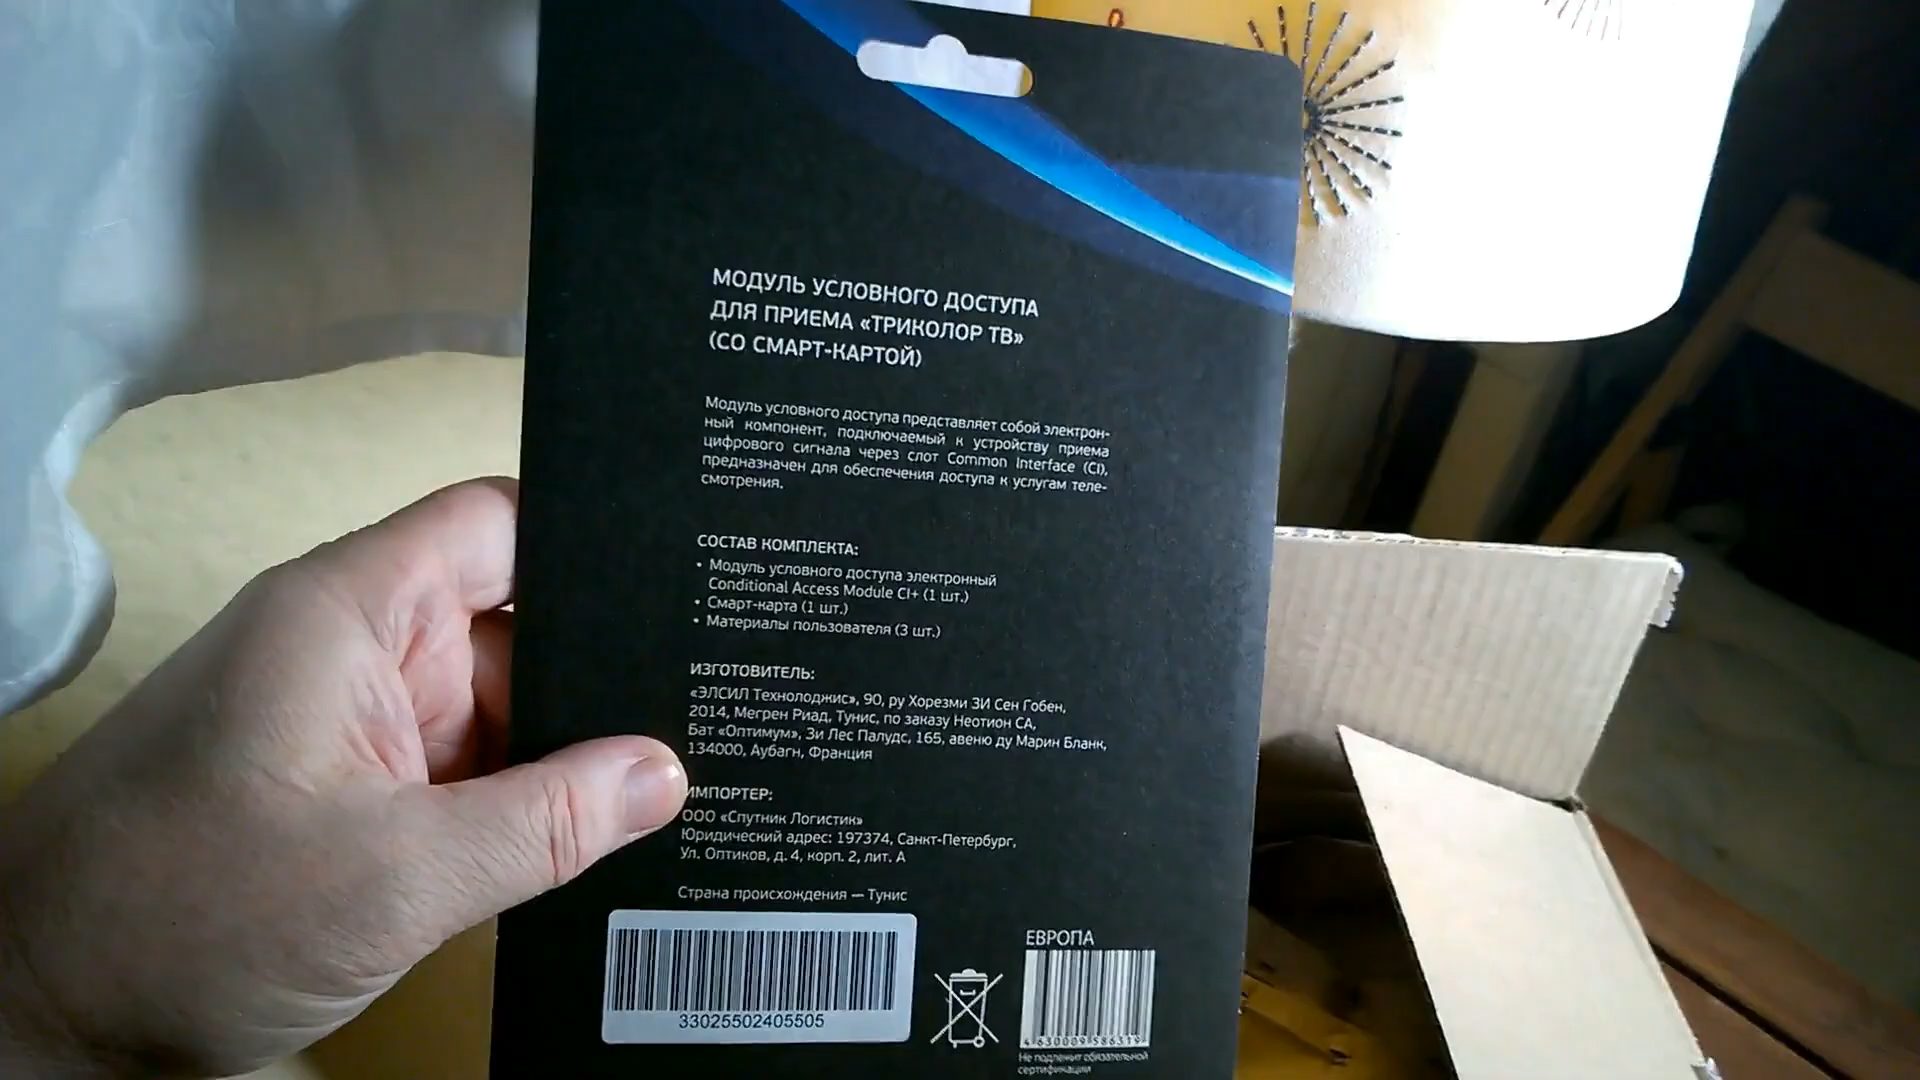 МОДУЛЬ УСЛОВНОГО ДОСТУПА
ДЛЯ ПРИЕМА «ТРИКОЛОР ТВ»
(СО СМАРТ-КАРТОЙ)
Модуль условного доступа представляет собой электрон-
ный компонент, подключаемый к устройству приема
цифрового сигнала через слот Common Interface (CI),
предназначен для обеспечения доступа к услугам теле-
смотрения.
СОСТАВ КОМПЛЕКТА:
• Модуль условного доступа электронный
Conditional Access Module CI+ (1 шт.)
• Смарт-карта (1 шт.)
• Материалы пользователя (3 шт.)
ИЗГОТОВИТЕЛЬ:
«ЭЛСИЛ Технолоджис», 90, ру Хорезми ЗИ Сен Гобен,
2014, Мегрен Риад, Тунис, по заказу Неотион СА,
Бат «Оптимум», Зи Лес Палудс, 165, авеню ду Марин Бланк,
134000, Аубагн, Франция
ИМПОРТЕР:
ООО «Спутник Логистик»
Юридический адрес: 197374, Санкт-Петербург,
Ул. Оптиков, д. 4, корп. 2, лит. А
Страна происхождения — Тунис
33025502405505
ЕВРОПА
4 630009 586319
Не подлежит обязательной
сертификации